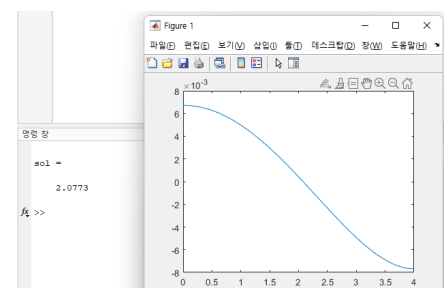 Figure 1
파일(F) 편집(E) 보기(V) 삽입(I) 툴(T) 데스크탑(D) 창(W) 도움말(H)
×10⁻³
8
6
4
2
0
-2
-4
-6
-8
0 0.5 1 1.5 2 2.5 3 3.5 4
명령 창
sol =
2.0773
fx >>